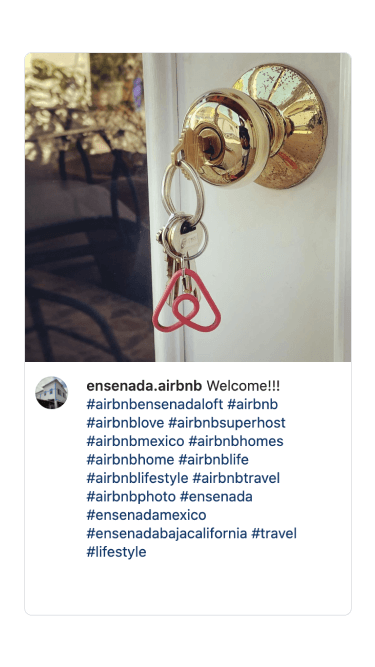 ensenada.airbnb Welcome!!!
#airbnbensenadaloft #airbnb
#airbnblove #airbnbsuperhost
#airbnbmexico #airbnbhomes
#airbnbhome #airbnblife
#airbnblifestyle #airbnbtravel
#airbnbphoto #ensenada
#ensenadamexico
#ensenadabajacalifornia #travel
#lifestyle